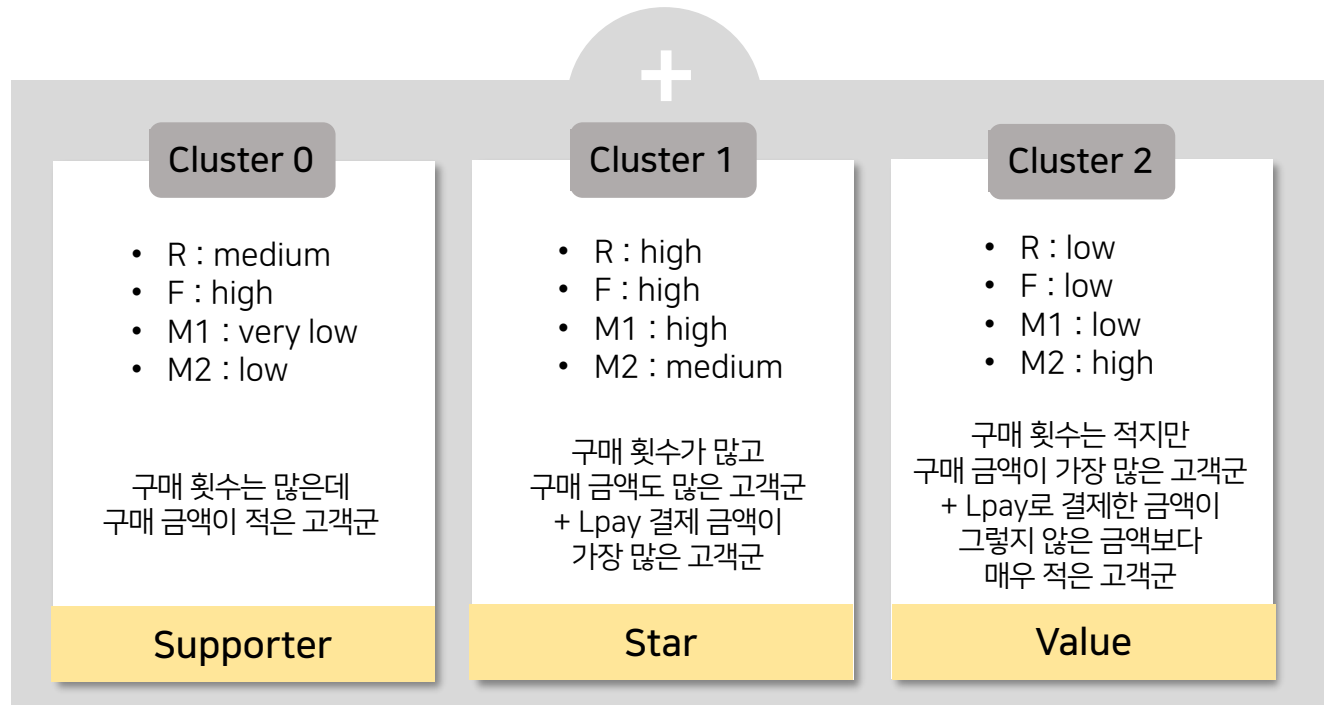 +
Cluster 0
• R : medium
• F : high
• M1 : very low
• M2 : low
구매 횟수는 많은데
구매 금액이 적은 고객군
Supporter
Cluster 1
• R : high
• F : high
• M1 : high
• M2 : medium
구매 횟수가 많고
구매 금액도 많은 고객군
+ Lpay 결제 금액이
가장 많은 고객군
Star
Cluster 2
• R : low
• F : low
• M1 : low
• M2 : high
구매 횟수는 적지만
구매 금액이 가장 많은 고객군
+ Lpay로 결제한 금액이
그렇지 않은 금액보다
매우 적은 고객군
Value